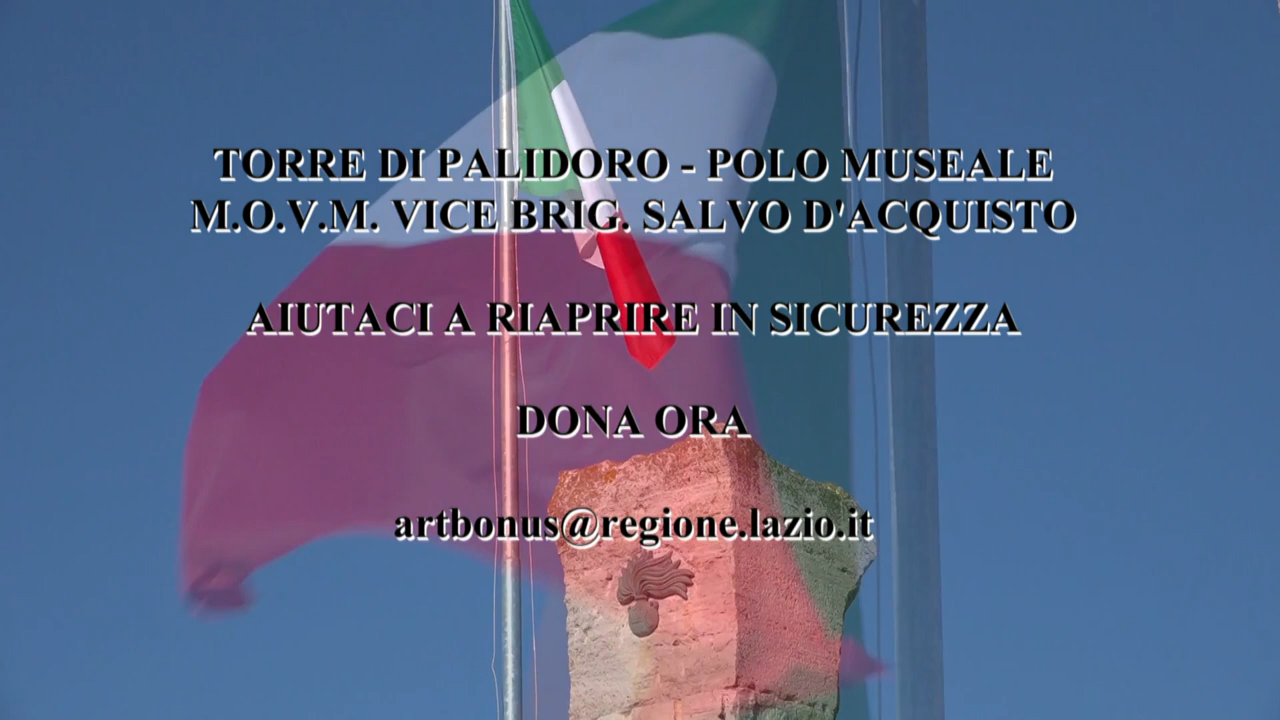 TORRE DI PALIDORO - POLO MUSEALE
M.O.V.M. VICE BRIG. SALVO D'ACQUISTO
AIUTACI A RIAPRIRE IN SICUREZZA
DONA ORA
artbonus@regione.lazio.it